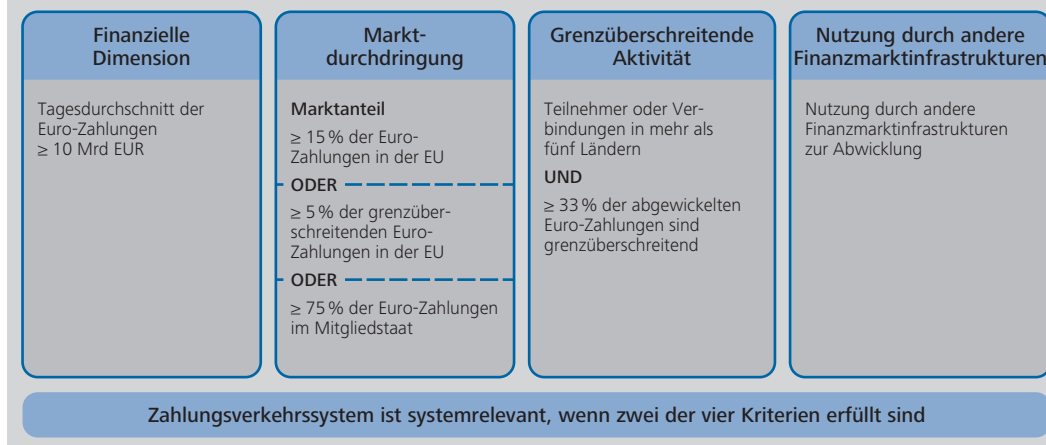 Finanzielle
Dimension
Tagesdurchschnitt der
Euro-Zahlungen
≥ 10 Mrd EUR
Markt-
durchdringung
Marktanteil
≥ 15 % der Euro-
Zahlungen in der EU
ODER
≥ 5 % der grenzüber-
schreitenden Euro-
Zahlungen in der EU
ODER
≥ 75 % der Euro-Zahlungen
im Mitgliedstaat
Grenzüberschreitende
Aktivität
Teilnehmer oder Ver-
bindungen in mehr als
fünf Ländern
UND
≥ 33 % der abgewickelten
Euro-Zahlungen sind
grenzüberschreitend
Nutzung durch andere
Finanzmarktinfrastrukturen
Nutzung durch andere
Finanzmarktinfrastrukturen
zur Abwicklung
Zahlungsverkehrssystem ist systemrelevant, wenn zwei der vier Kriterien erfüllt sind